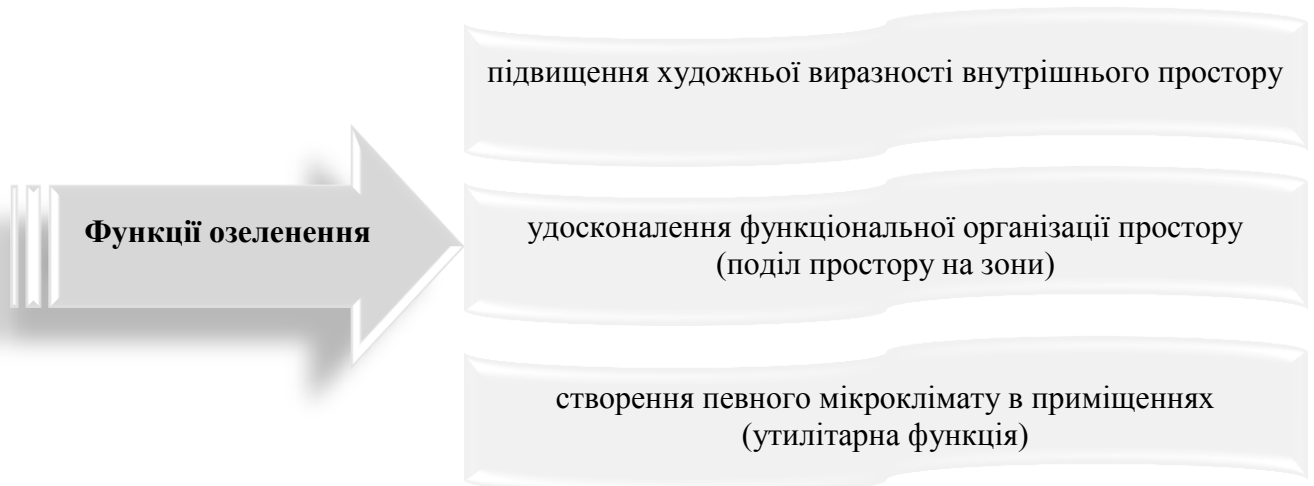 підвищення художньої виразності внутрішнього простору
Функції озеленення
удосконалення функціональної організації простору
(поділ простору на зони)
створення певного мікроклімату в приміщеннях
(утилітарна функція)